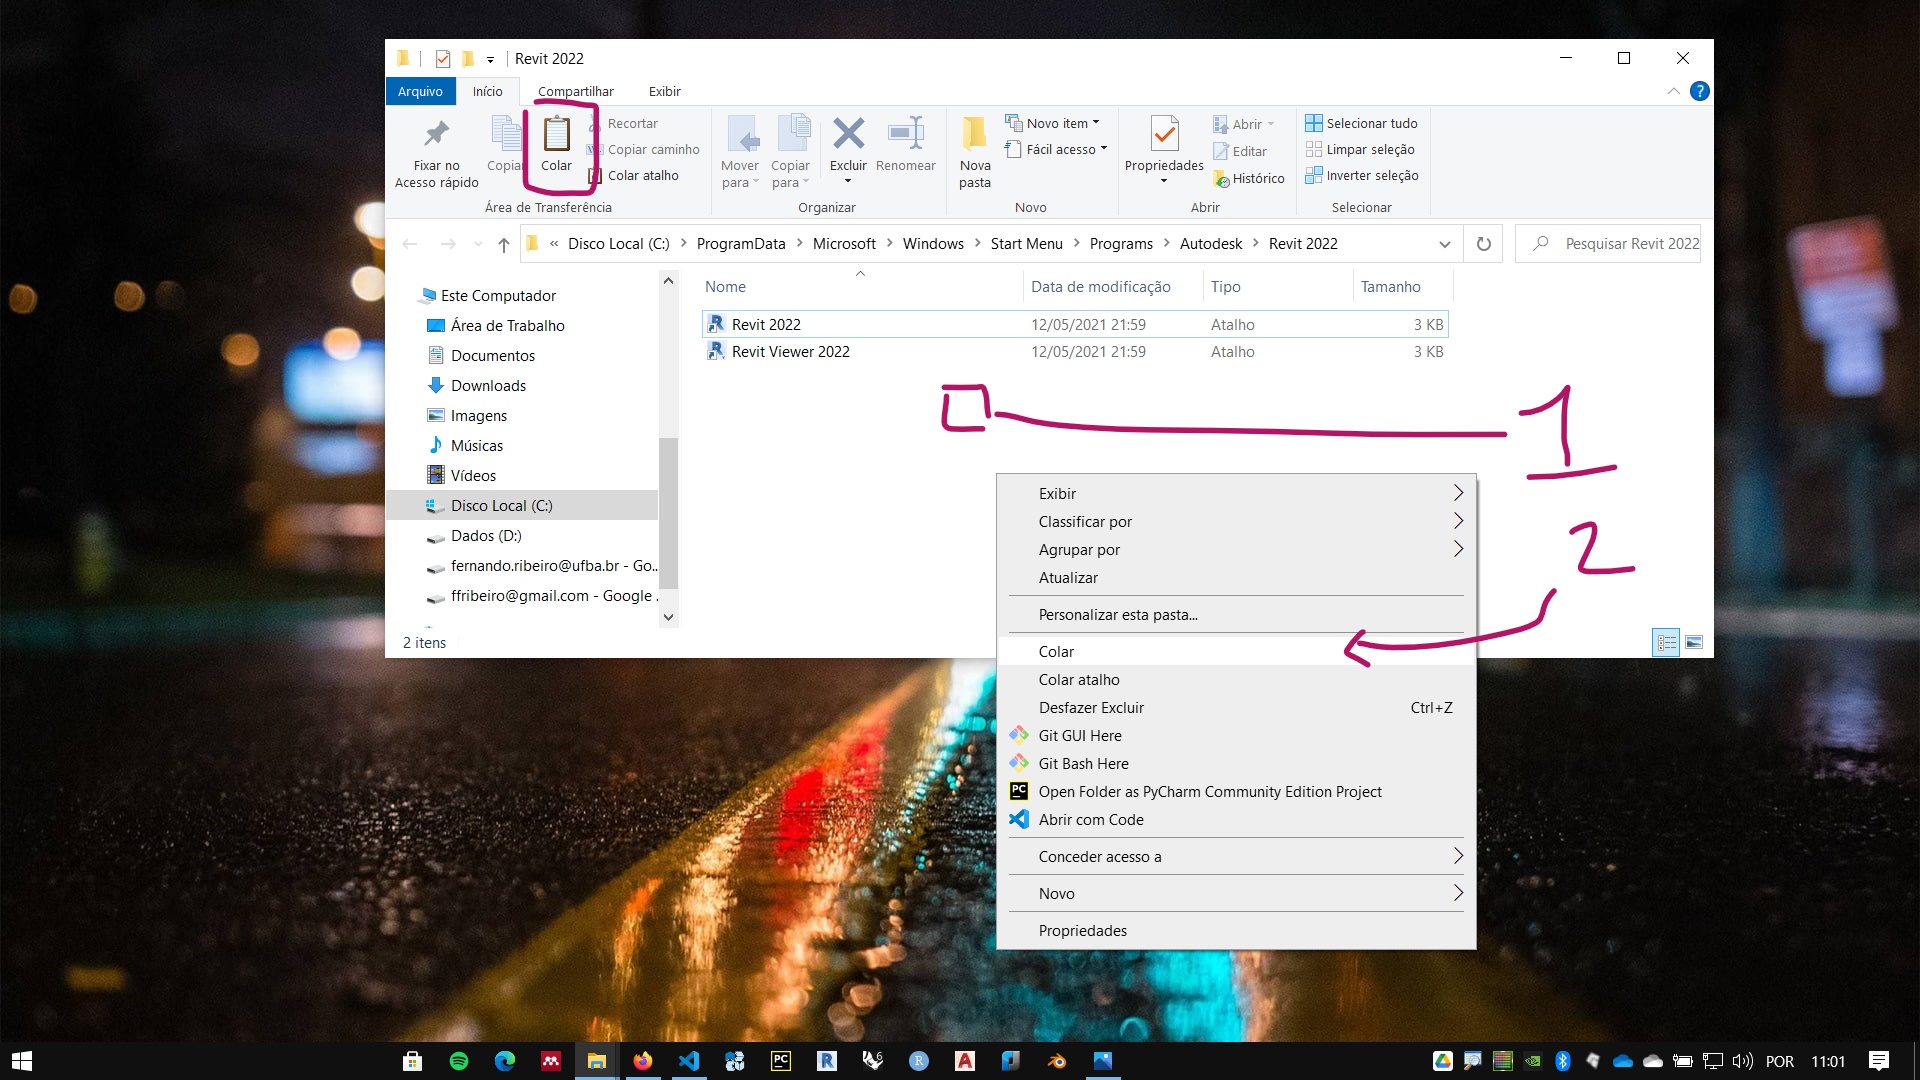 Revit 2022
Arquivo Início Compartilhar Exibir
Fixar no Acesso rápido
Copiar
Colar
Recortar
Copiar caminho
Colar atalho
Área de Transferência
Mover para
Copiar para
Excluir
Renomear
Organizar
Nova pasta
Novo item
Fácil acesso
Novo
Propriedades
Abrir
Editar
Histórico
Abrir
Selecionar tudo
Limpar seleção
Inverter seleção
Selecionar
« Disco Local (C:) > ProgramData > Microsoft > Windows > Start Menu > Programs > Autodesk > Revit 2022
Pesquisar Revit 2022
Este Computador
Área de Trabalho
Documentos
Downloads
Imagens
Músicas
Vídeos
Disco Local (C:)
Dados (D:)
fernando.ribeiro@ufba.br - Go...
ffribeiro@gmail.com - Google .
2 itens
Nome Data de modificação Tipo Tamanho
Revit 2022 12/05/2021 21:59 Atalho 3 KB
Revit Viewer 2022 12/05/2021 21:59 Atalho 3 KB
1
2
Exibir
Classificar por
Agrupar por
Atualizar
Personalizar esta pasta...
Colar
Colar atalho
Desfazer Excluir Ctrl+Z
Git GUI Here
Git Bash Here
PC Open Folder as PyCharm Community Edition Project
Abrir com Code
Conceder acesso a
Novo
Propriedades
PC R 6 R A
POR 11:01